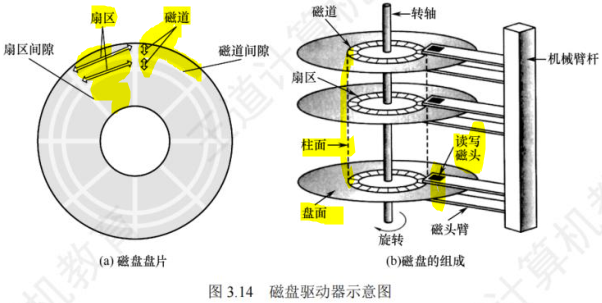 扇区
磁道
扇区间隙
磁道间隙
(a) 磁盘盘片
磁道
转轴
扇区
机械臂杆
柱面
读写
磁头
盘面
磁头臂
旋转
(b)磁盘的组成
图 3.14 磁盘驱动器示意图